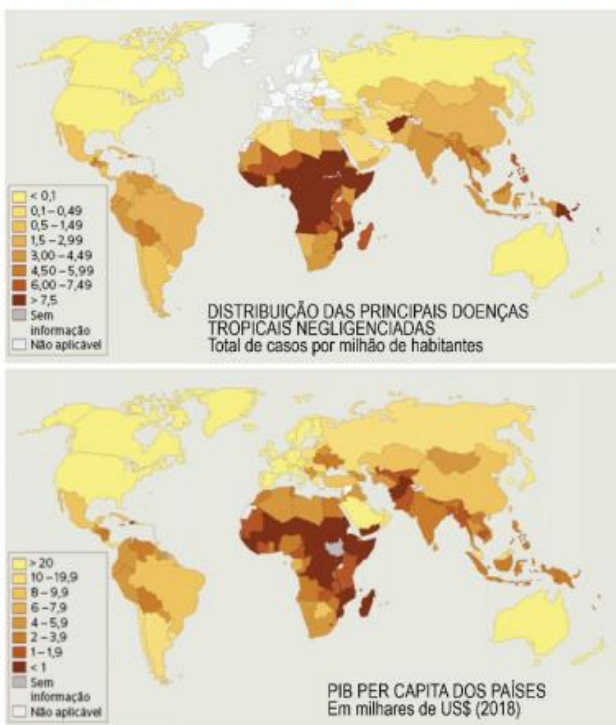 < 0,1
0,1 – 0,49
0,5 – 1,49
1,5 – 2,99
3,00 – 4,49
4,50 – 5,99
6,00 – 7,49
> 7,5
Sem
informação
Não aplicável
DISTRIBUIÇÃO DAS PRINCIPAIS DOENÇAS
TROPICAIS NEGLIGENCIADAS
Total de casos por milhão de habitantes
> 20
10 – 19,9
8 – 9,9
6 – 7,9
4 – 5,9
2 – 3,9
1 – 1,9
< 1
Sem
informação
Não aplicável
PIB PER CAPITA DOS PAÍSES
Em milhares de US$ (2018)